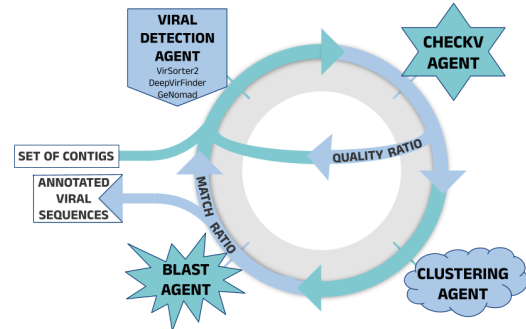 VIRAL
DETECTION
AGENT
VirSorter2
DeepVirFinder
GeNomad
CHECKV
AGENT
SET OF CONTIGS
QUALITY RATIO
ANNOTATED
VIRAL
SEQUENCES
MATCH RATIO
BLAST
AGENT
CLUSTERING
AGENT